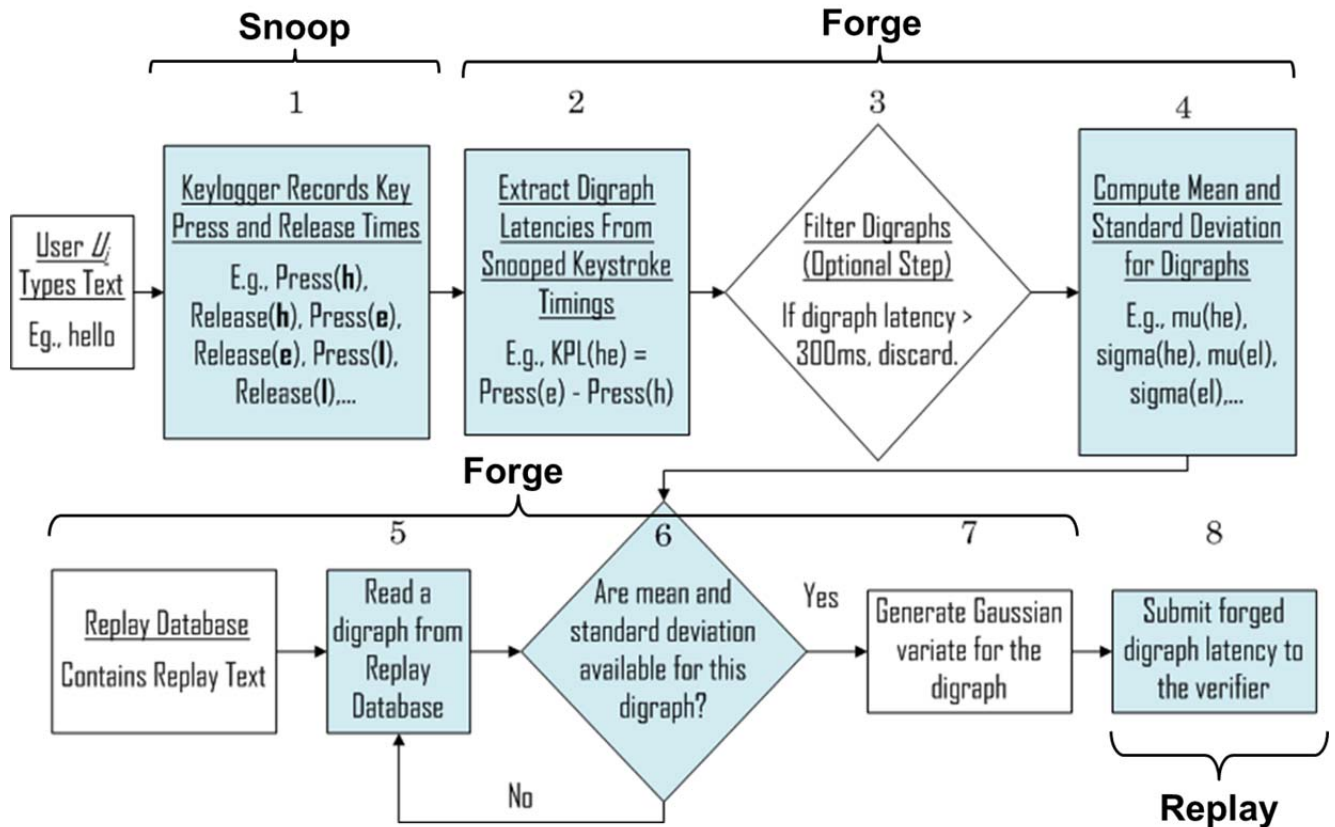 Snoop
Forge
1
2
3
4
User U_i
Types Text
Eg., hello
Keylogger Records Key
Press and Release Times
E.g., Press(h),
Release(h), Press(e),
Release(e), Press(l),
Release(l),...
Extract Digraph
Latencies From
Snooped Keystroke
Timings
E.g., KPL(he) =
Press(e) - Press(h)
Filter Digraphs
(Optional Step)
If digraph latency >
300ms, discard.
Compute Mean and
Standard Deviation
for Digraphs
E.g., mu(he),
sigma(he), mu(el),
sigma(el),...
Forge
5
6
7
8
Replay Database
Contains Replay Text
Read a
digraph from
Replay
Database
Are mean and
standard deviation
available for this
digraph?
Yes
No
Generate Gaussian
variate for the
digraph
Submit forged
digraph latency to
the verifier
Replay